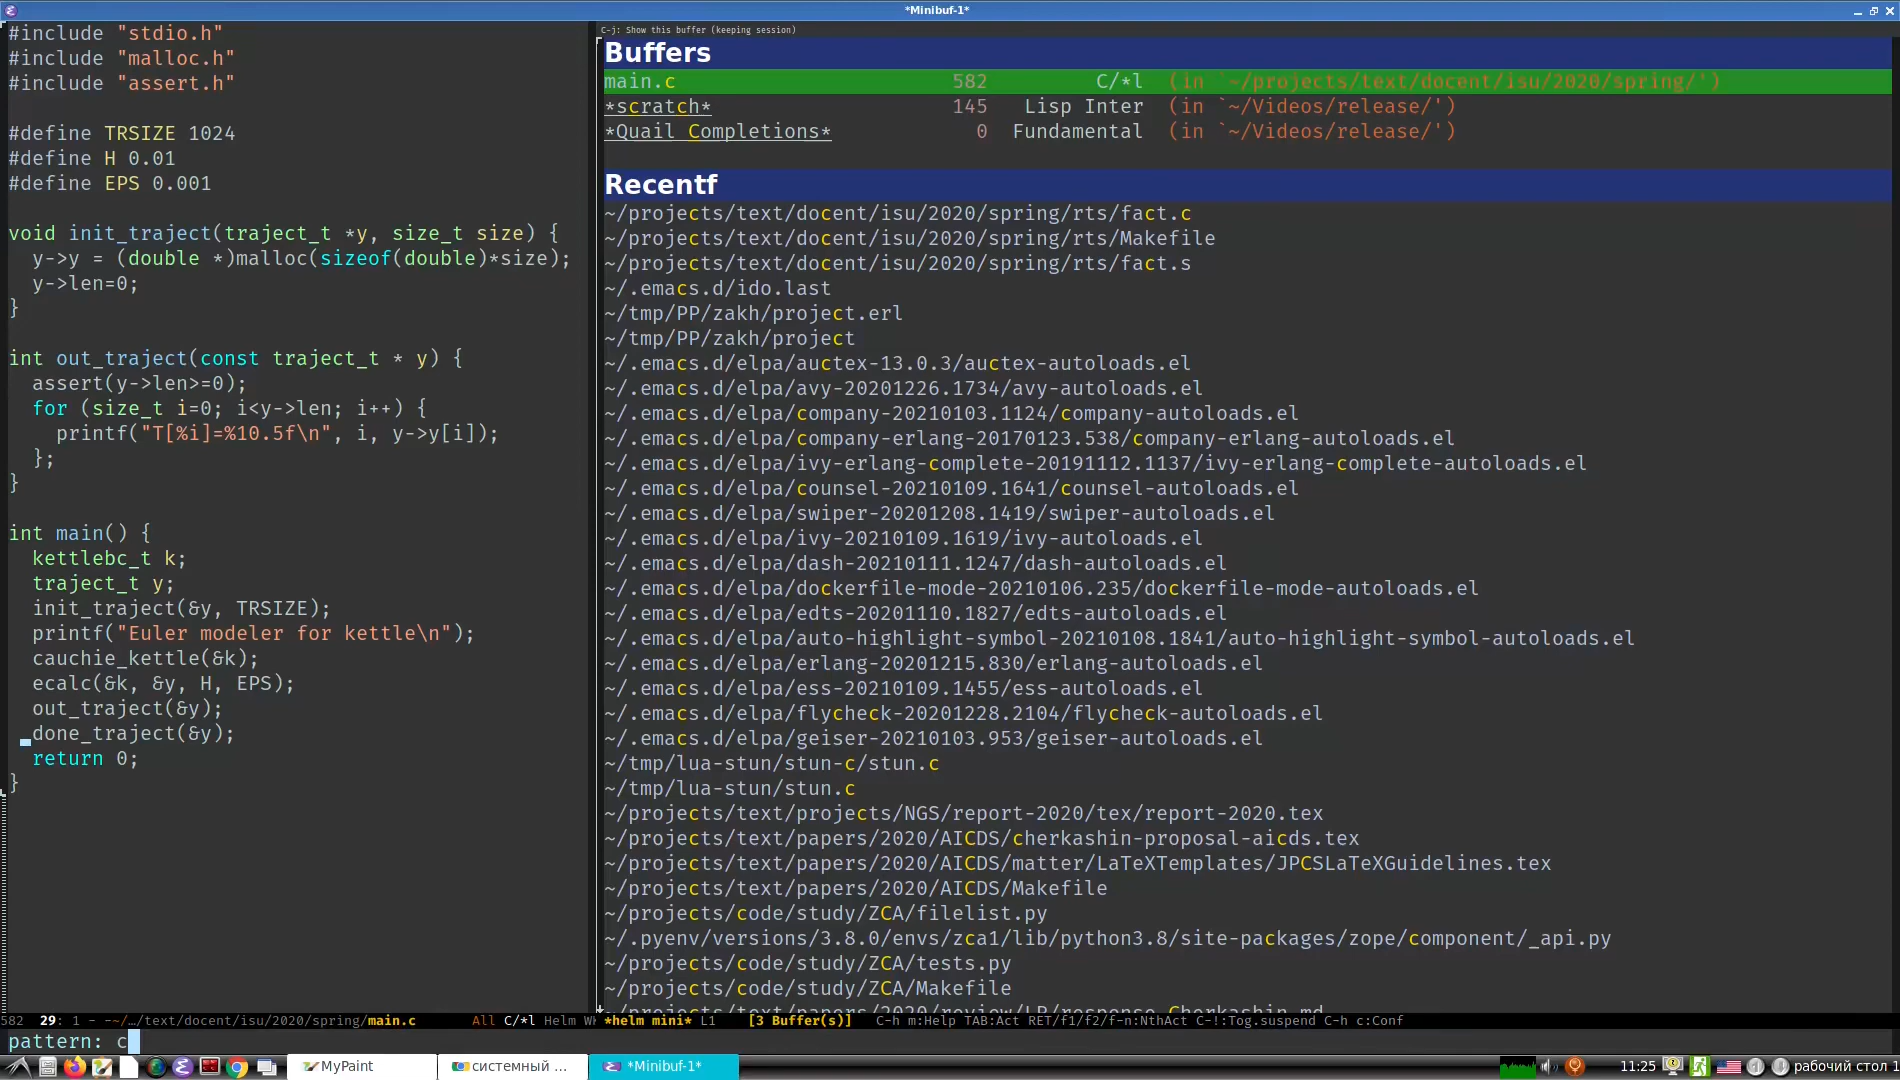 *Minibuf-1*
#include "stdio.h"
#include "malloc.h"
#include "assert.h"
#define TRSIZE 1024
#define H 0.01
#define EPS 0.001
void init_traject(traject_t *y, size_t size) {
y->y = (double *)malloc(sizeof(double)*size);
y->len=0;
}
int out_traject(const traject_t * y) {
assert(y->len>=0);
for (size_t i=0; i<y->len; i++) {
printf("T[%i]=%10.5f\n", i, y->y[i]);
};
}
int main() {
kettlebc_t k;
traject_t y;
init_traject(&y, TRSIZE);
printf("Euler modeler for kettle\n");
cauchie_kettle(&k);
ecalc(&k, &y, H, EPS);
out_traject(&y);
done_traject(&y);
return 0;
}
C-j: Show this buffer (keeping session)
Buffers
main.c 582 C/*l (in `~/projects/text/docent/isu/2020/spring/')
*scratch* 145 Lisp Inter (in `~/Videos/release/')
*Quail Completions* 0 Fundamental (in `~/Videos/release/')
Recentf
~/projects/text/docent/isu/2020/spring/rts/fact.c
~/projects/text/docent/isu/2020/spring/rts/Makefile
~/projects/text/docent/isu/2020/spring/rts/fact.s
~/.emacs.d/ido.last
~/tmp/PP/zakh/project.erl
~/tmp/PP/zakh/project
~/.emacs.d/elpa/auctex-13.0.3/auctex-autoloads.el
~/.emacs.d/elpa/avy-20201226.1734/avy-autoloads.el
~/.emacs.d/elpa/company-20210103.1124/company-autoloads.el
~/.emacs.d/elpa/company-erlang-20170123.538/company-erlang-autoloads.el
~/.emacs.d/elpa/ivy-erlang-complete-20191112.1137/ivy-erlang-complete-autoloads.el
~/.emacs.d/elpa/counsel-20210109.1641/counsel-autoloads.el
~/.emacs.d/elpa/swiper-20201208.1419/swiper-autoloads.el
~/.emacs.d/elpa/ivy-20210109.1619/ivy-autoloads.el
~/.emacs.d/elpa/dash-20210111.1247/dash-autoloads.el
~/.emacs.d/elpa/dockerfile-mode-20210106.235/dockerfile-mode-autoloads.el
~/.emacs.d/elpa/edts-20201110.1827/edts-autoloads.el
~/.emacs.d/elpa/auto-highlight-symbol-20210108.1841/auto-highlight-symbol-autoloads.el
~/.emacs.d/elpa/erlang-20201215.830/erlang-autoloads.el
~/.emacs.d/elpa/ess-20210109.1455/ess-autoloads.el
~/.emacs.d/elpa/flycheck-20201228.2104/flycheck-autoloads.el
~/.emacs.d/elpa/geiser-20210103.953/geiser-autoloads.el
~/tmp/lua-stun/stun-c/stun.c
~/tmp/lua-stun/stun.c
~/projects/text/projects/NGS/report-2020/tex/report-2020.tex
~/projects/text/papers/2020/AICDS/cherkashin-proposal-aicds.tex
~/projects/text/papers/2020/AICDS/matter/LaTeXTemplates/JPCSLaTeXGuidelines.tex
~/projects/text/papers/2020/AICDS/Makefile
~/projects/code/study/ZCA/filelist.py
~/.pyenv/versions/3.8.0/envs/zca1/lib/python3.8/site-packages/zope/component/_api.py
~/projects/code/study/ZCA/tests.py
~/projects/code/study/ZCA/Makefile
582 29: 1 - --~/…/text/docent/isu/2020/spring/main.c All C/*l Helm
*helm mini* L1 [3 Buffer(s)] C-h m:Help TAB:Act RET/f1/f2/f-n:NthAct C-!:Tog.suspend C-h c:Conf
pattern: c
MyPaint
системный ...
*Minibuf-1*
11:25
рабочий стол 1